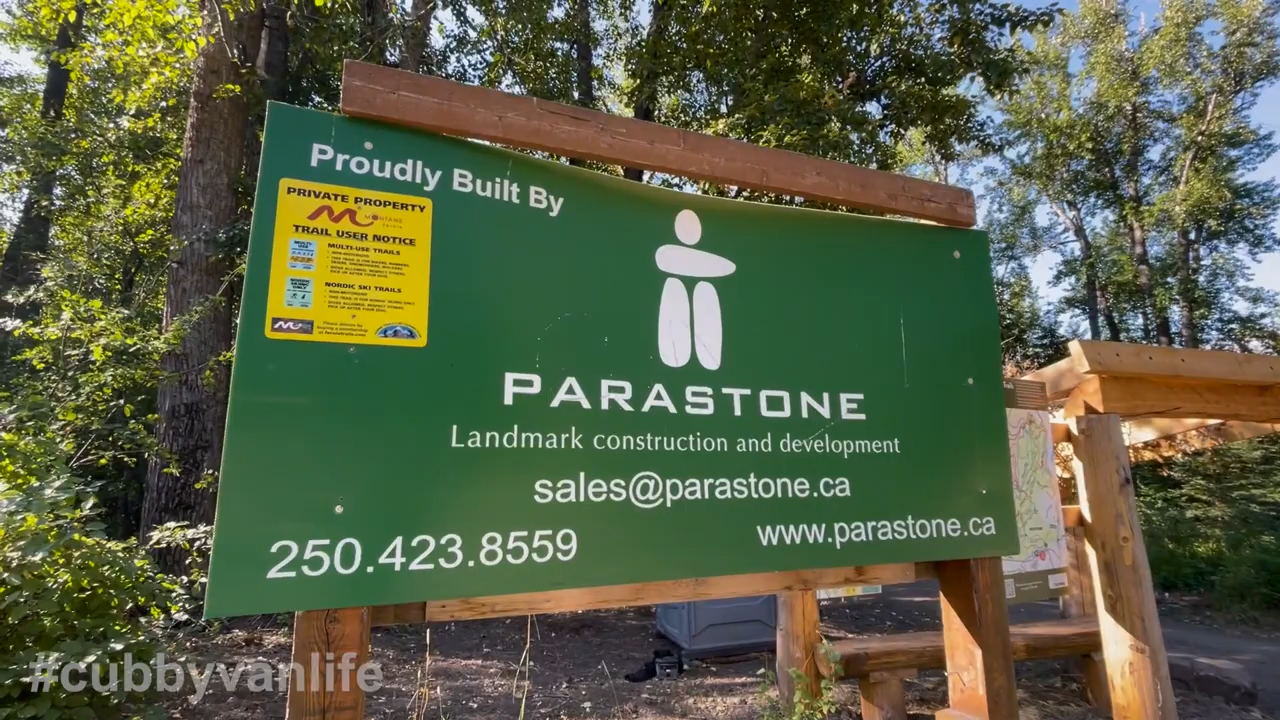 Proudly Built By
PRIVATE PROPERTY
MONTANE
TRAIL USER NOTICE
MULTI-USE TRAILS
NORDIC SKI TRAILS
PARASTONE
Landmark construction and development
sales@parastone.ca
250.423.8559
www.parastone.ca
#cubbyvanlife